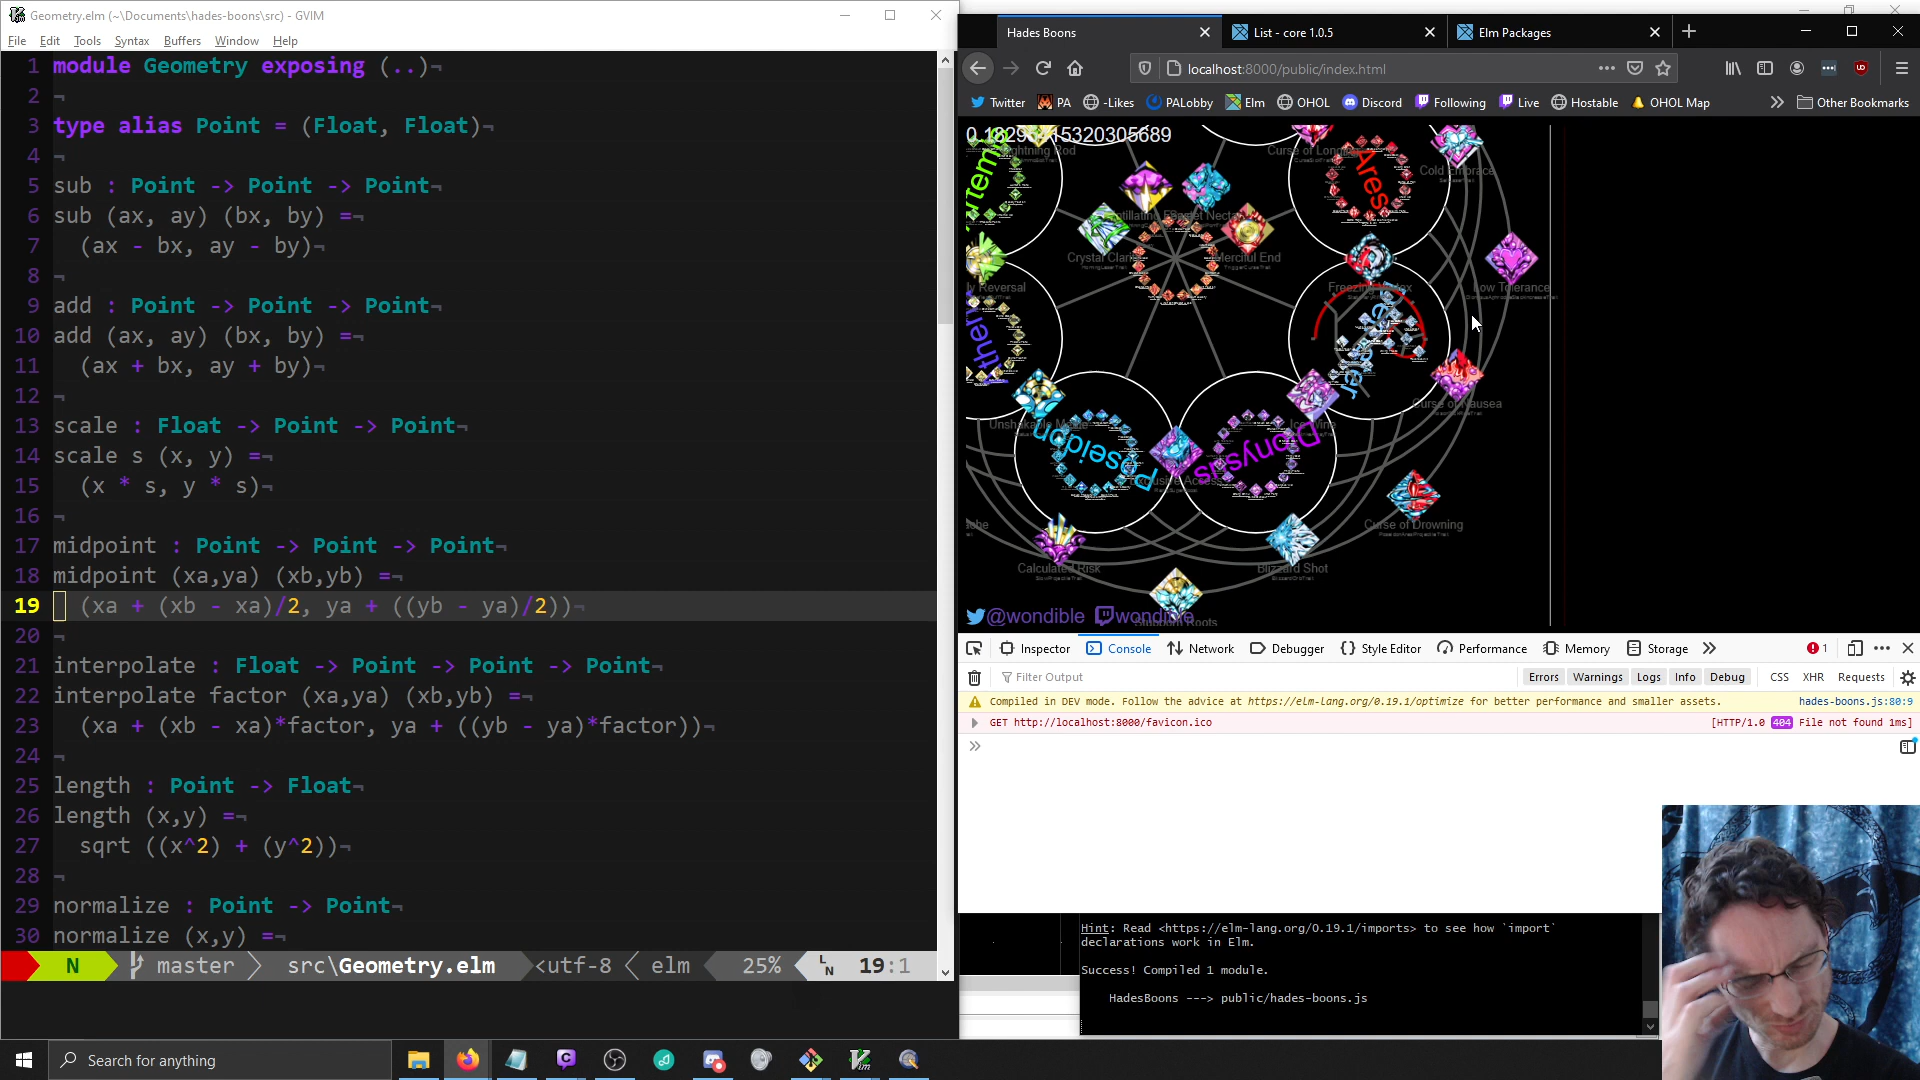 Geometry.elm (~\Documents\hades-boons\src) - GVIM
File Edit Tools Syntax Buffers Window Help
1 module Geometry exposing (..)¬
2 ¬
3 type alias Point = (Float, Float)¬
4 ¬
5 sub : Point -> Point -> Point¬
6 sub (ax, ay) (bx, by) =¬
7 (ax - bx, ay - by)¬
8 ¬
9 add : Point -> Point -> Point¬
10 add (ax, ay) (bx, by) =¬
11 (ax + bx, ay + by)¬
12 ¬
13 scale : Float -> Point -> Point¬
14 scale s (x, y) =¬
15 (x * s, y * s)¬
16 ¬
17 midpoint : Point -> Point -> Point¬
18 midpoint (xa,ya) (xb,yb) =¬
19 (xa + (xb - xa)/2, ya + ((yb - ya)/2))¬
20 ¬
21 interpolate : Float -> Point -> Point -> Point¬
22 interpolate factor (xa,ya) (xb,yb) =¬
23 (xa + (xb - xa)*factor, ya + ((yb - ya)*factor))¬
24 ¬
25 length : Point -> Float¬
26 length (x,y) =¬
27 sqrt ((x^2) + (y^2))¬
28 ¬
29 normalize : Point -> Point¬
30 normalize (x,y) =¬
N master src\Geometry.elm <utf-8 elm 25% LN 19:1
Hades Boons
List - core 1.0.5
Elm Packages
localhost:8000/public/index.html
Twitter PA -Likes PALobby Elm OHOL Discord Following Live Hostable OHOL Map Other Bookmarks
Cold Embrace
Ares
Crystal
Merciful End
Low Tolerance
Curse of Nausea
Poseidon
Dionysus
Curse of Drowning
Calculated Risk
Blizzard Shot
@wondible
Inspector Console Network Debugger Style Editor Performance Memory Storage 1
Filter Output
Errors Warnings Logs Info Debug CSS XHR Requests
Compiled in DEV mode. Follow the advice at https://elm-lang.org/0.19.1/optimize for better performance and smaller assets. hades-boons.js:80:9
GET http://localhost:8000/favicon.ico [HTTP/1.0 404 File not found 1ms]
Hint: Read <https://elm-lang.org/0.19.1/imports> to see how `import`
declarations work in Elm.
Success! Compiled 1 module.
HadesBoons ---> public/hades-boons.js
Search for anything